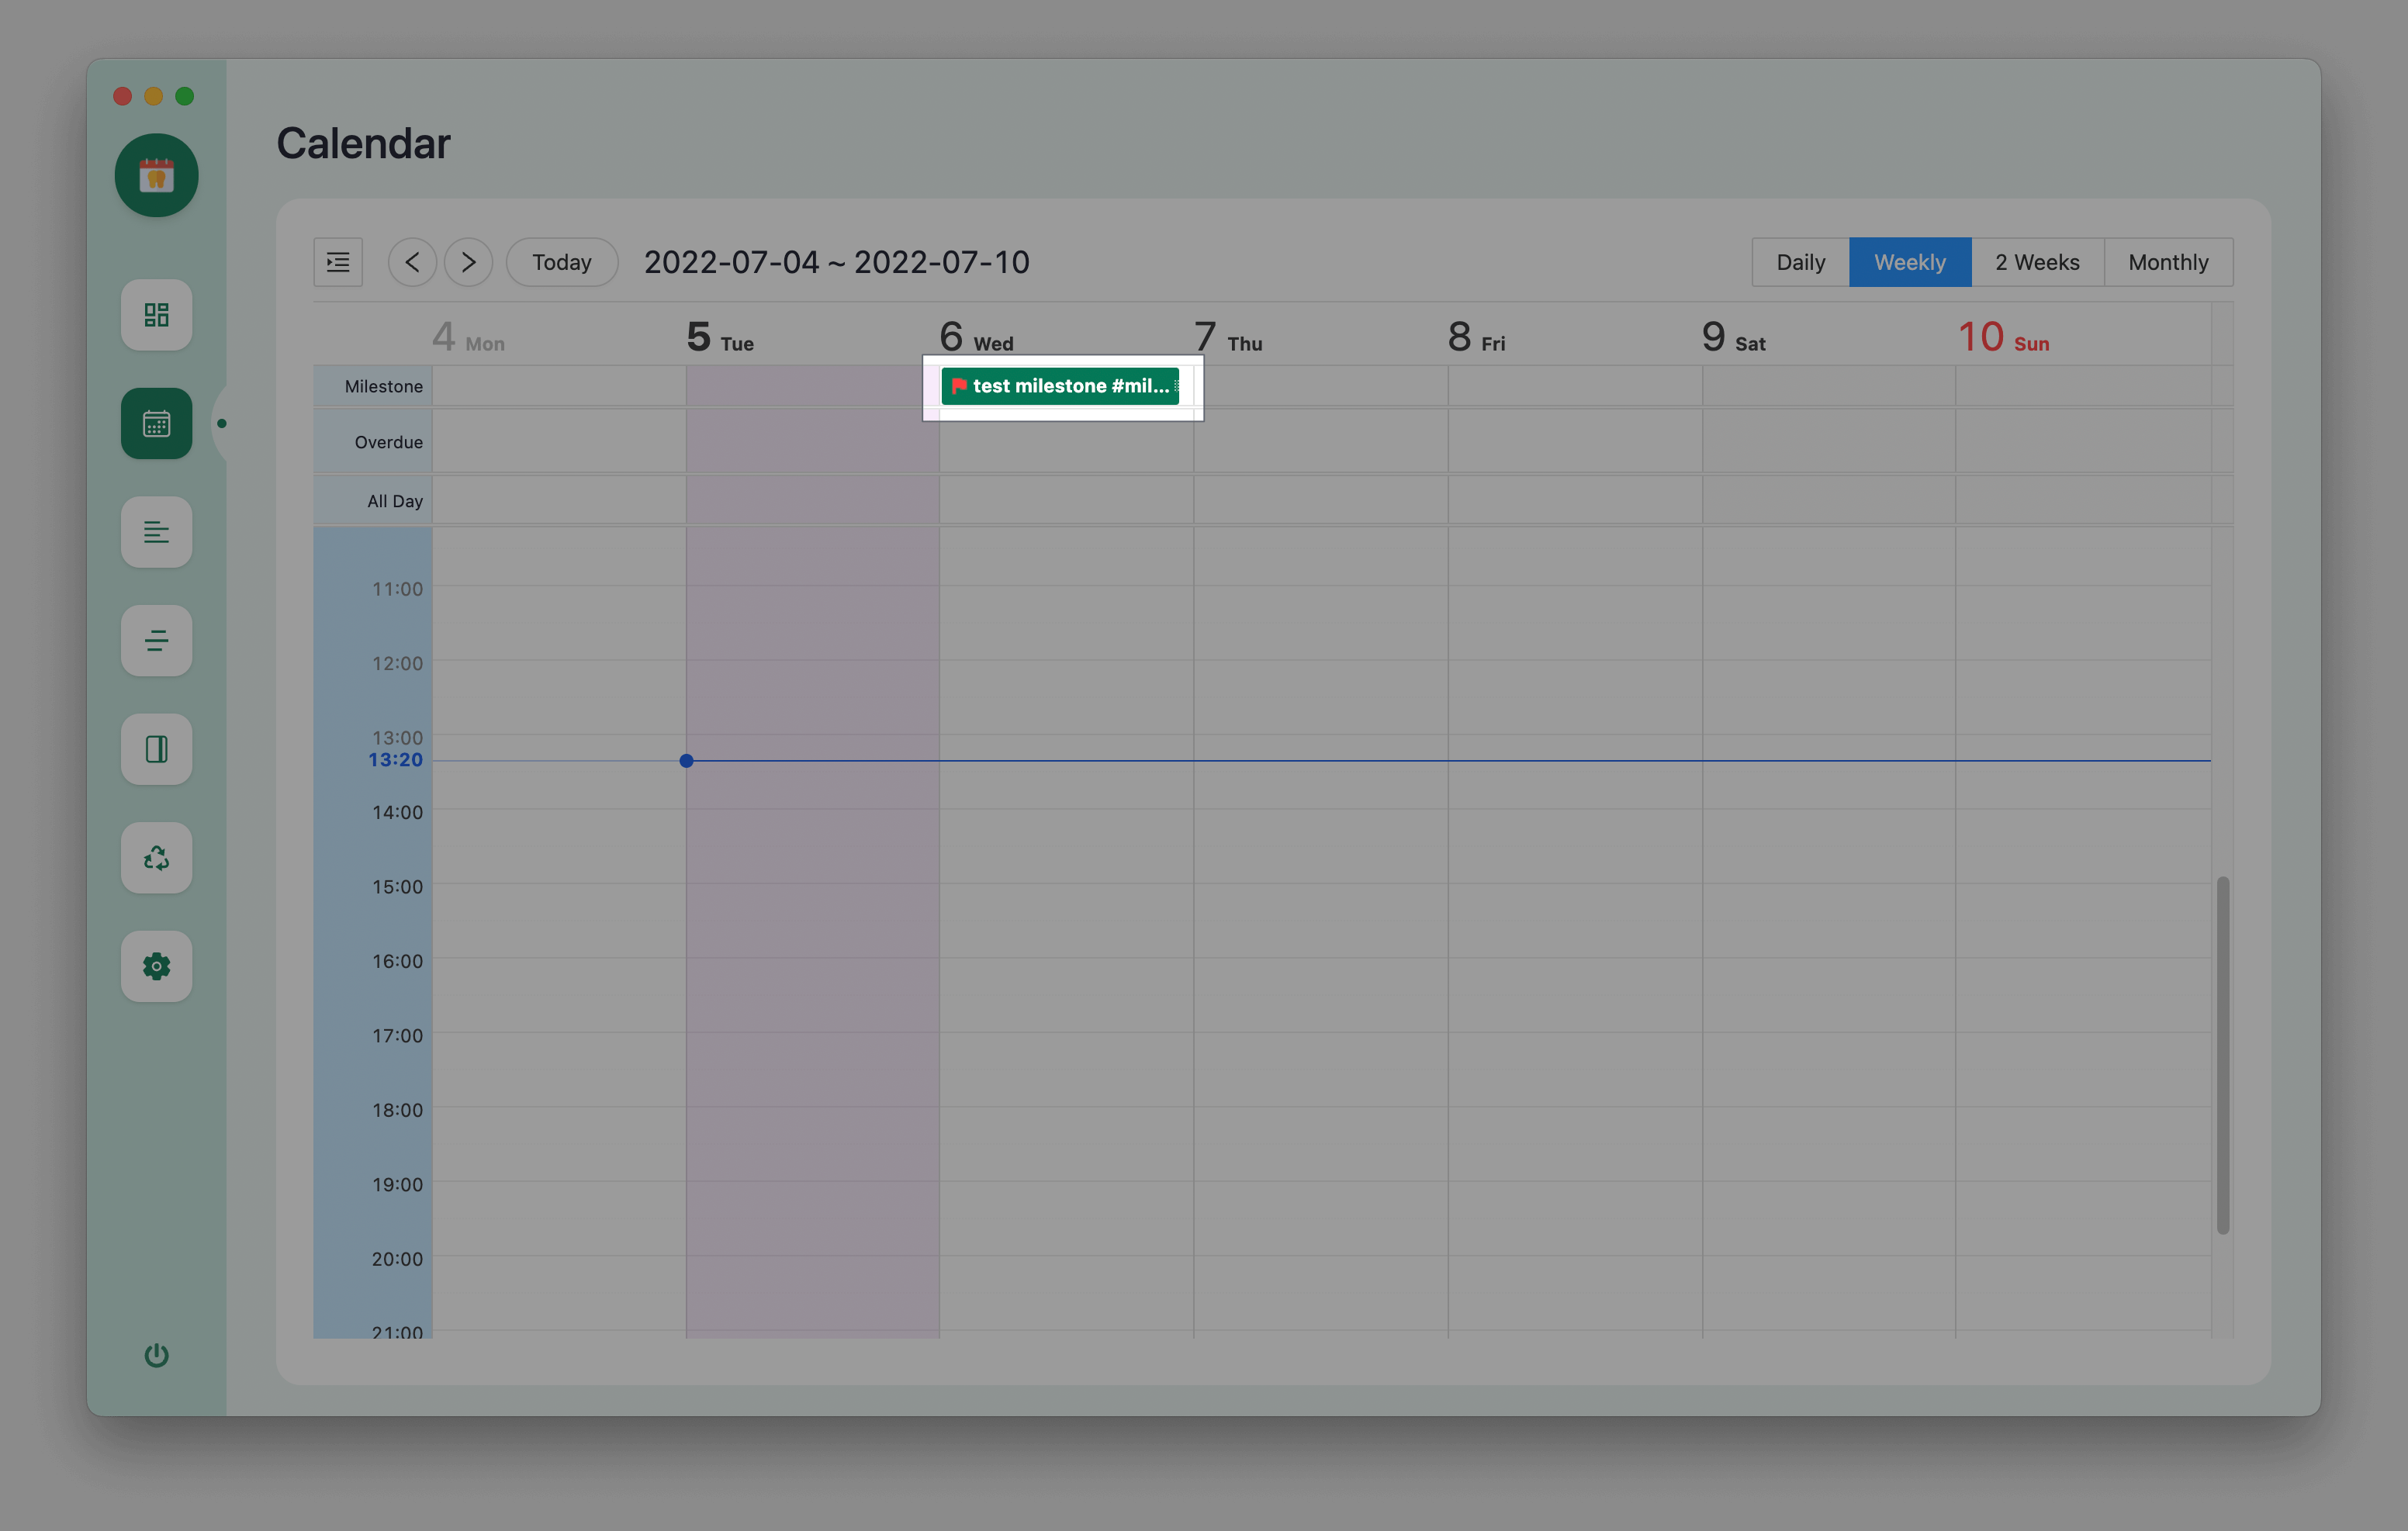 Calendar
Today
2022-07-04 ~ 2022-07-10
Daily
Weekly
2 Weeks
Monthly
4 Mon
5 Tue
6 Wed
7 Thu
8 Fri
9 Sat
10 Sun
Milestone
test milestone #mil...
Overdue
All Day
11:00
12:00
13:00
13:20
14:00
15:00
16:00
17:00
18:00
19:00
20:00
21:00